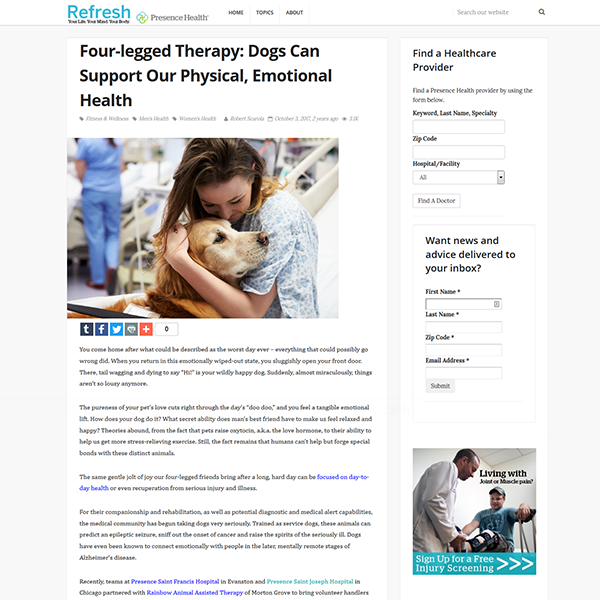 Refresh
Your Life. Your Mind. Your Body.
Presence Health
HOME
TOPICS
ABOUT
Search our website
Four-legged Therapy: Dogs Can
Support Our Physical, Emotional
Health
Fitness & Wellness
Men's Health
Women's Health
Robert Scarola
October 3, 2017, 2 years ago
3.1K
0
You come home after what could be described as the worst day ever – everything that could possibly go
wrong did. When you return in this emotionally wiped-out state, you sluggishly open your front door.
There, tail wagging and dying to say "Hi!" is your wildly happy dog. Suddenly, almost miraculously, things
aren't so lousy anymore.
The pureness of your pet's love cuts right through the day's "doo doo," and you feel a tangible emotional
lift. How does your dog do it? What secret ability does man's best friend have to make us feel relaxed and
happy? Theories abound, from the fact that pets raise oxytocin, a.k.a. the love hormone, to their ability to
help us get more stress-relieving exercise. Still, the fact remains that humans can't help but forge special
bonds with these distinct animals.
The same gentle jolt of joy our four-legged friends bring after a long, hard day can be focused on day-to-
day health or even recuperation from serious injury and illness.
For their companionship and rehabilitation, as well as potential diagnostic and medical alert capabilities,
the medical community has begun taking dogs very seriously. Trained as service dogs, these animals can
predict an epileptic seizure, sniff out the onset of cancer and raise the spirits of the seriously ill. Dogs
have even been known to connect emotionally with people in the later, mentally remote stages of
Alzheimer's disease.
Recently, teams at Presence Saint Francis Hospital in Evanston and Presence Saint Joseph Hospital in
Chicago partnered with Rainbow Animal Assisted Therapy of Morton Grove to bring volunteer handlers
Find a Healthcare
Provider
Find a Presence Health provider by using the
form below.
Keyword, Last Name, Specialty
Zip Code
Hospital/Facility
All
Find A Doctor
Want news and
advice delivered to
your inbox?
First Name *
Last Name *
Zip Code *
Email Address *
Submit
Living with
Joint or Muscle pain?
Sign Up for a Free
Injury Screening >>>